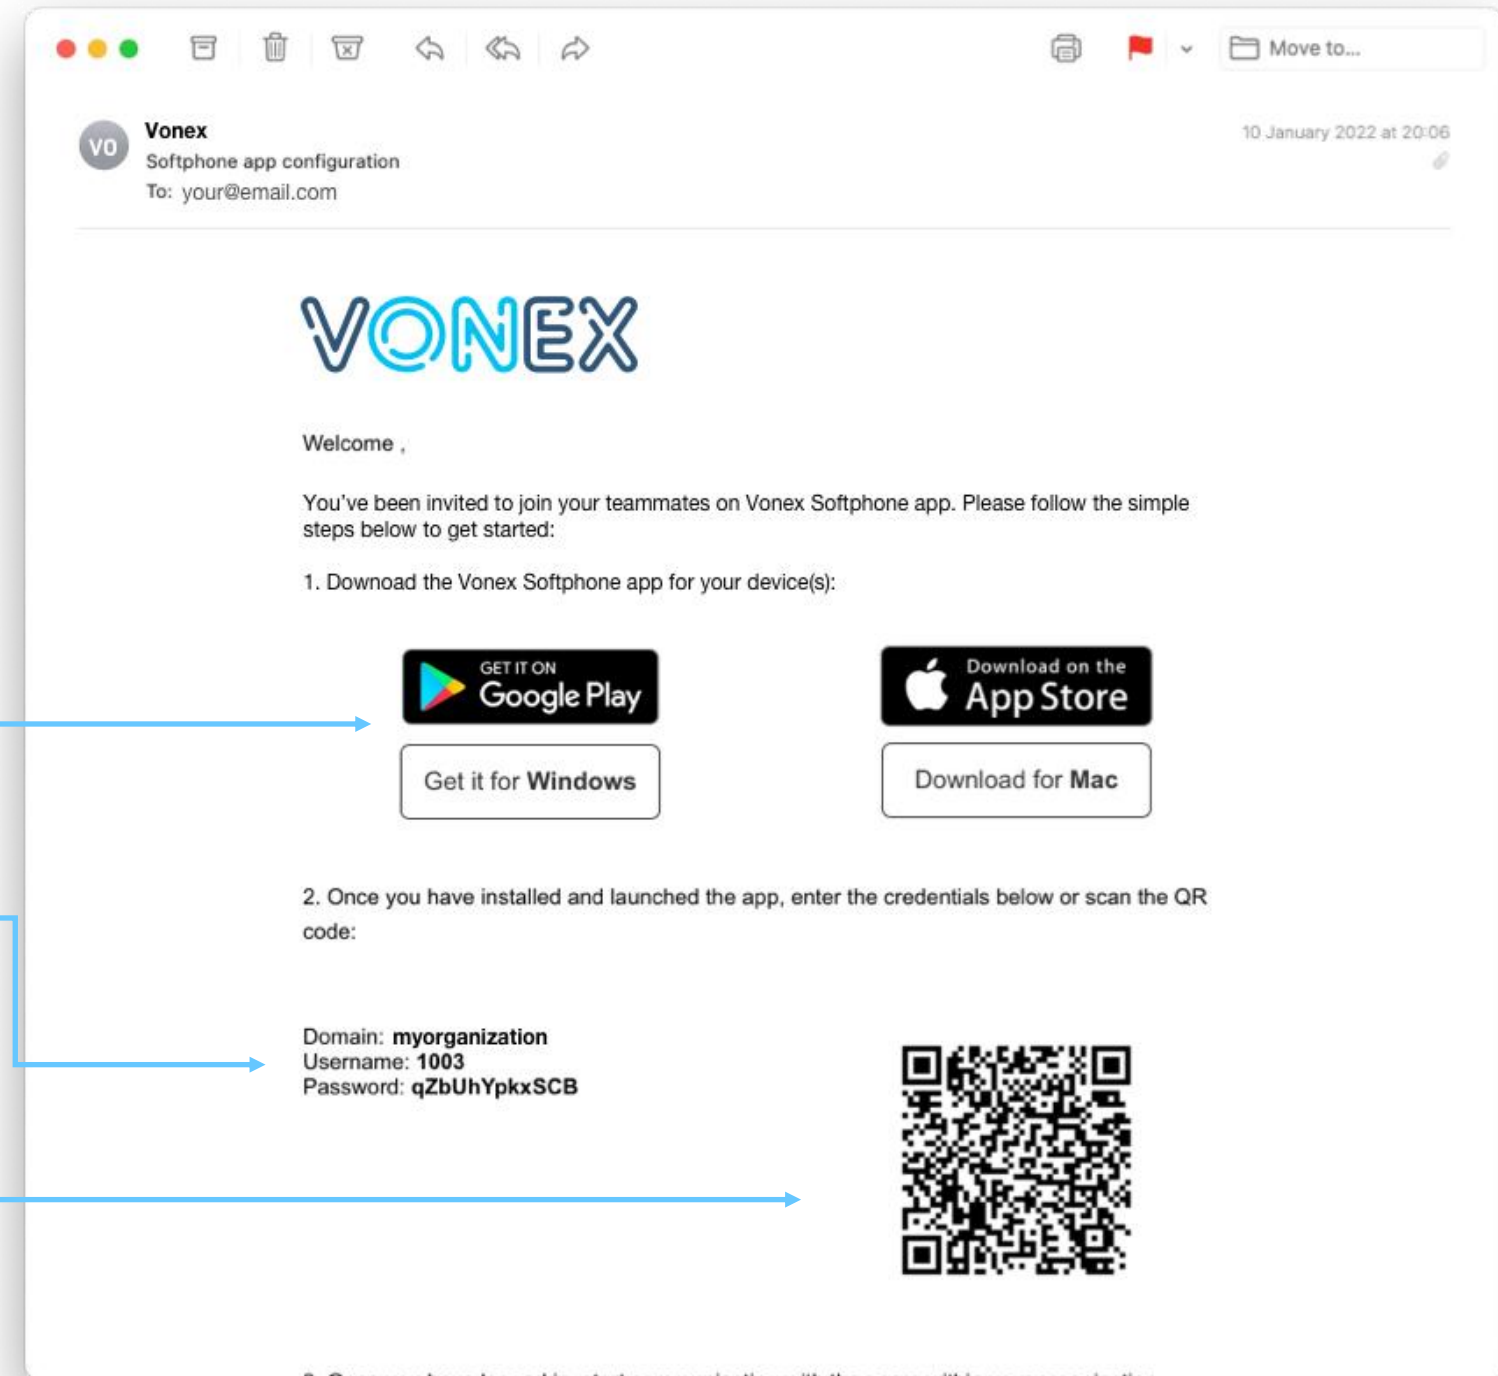 Move to...
VO
Vonex
10 January 2022 at 20:06
Softphone app configuration
To: your@email.com
VONEX
Welcome ,
You've been invited to join your teammates on Vonex Softphone app. Please follow the simple
steps below to get started:
1. Downoad the Vonex Softphone app for your device(s):
GET IT ON
Google Play
Download on the
App Store
Get it for Windows
Download for Mac
2. Once you have installed and launched the app, enter the credentials below or scan the QR
code:
Domain: myorganization
Username: 1003
Password: qZbUhYpkxSCB